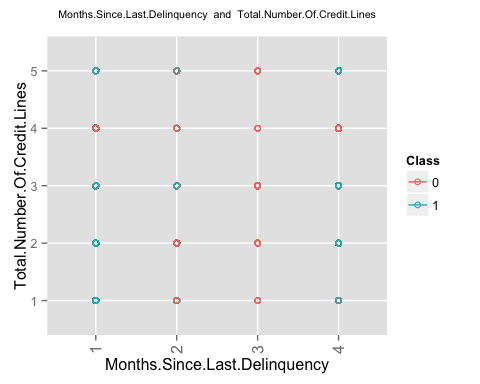 Months.Since.Last.Delinquency and Total.Number.Of.Credit.Lines
Total.Number.Of.Credit.Lines
5
4
3
2
1
1 2 3 4
Months.Since.Last.Delinquency
Class
0
1